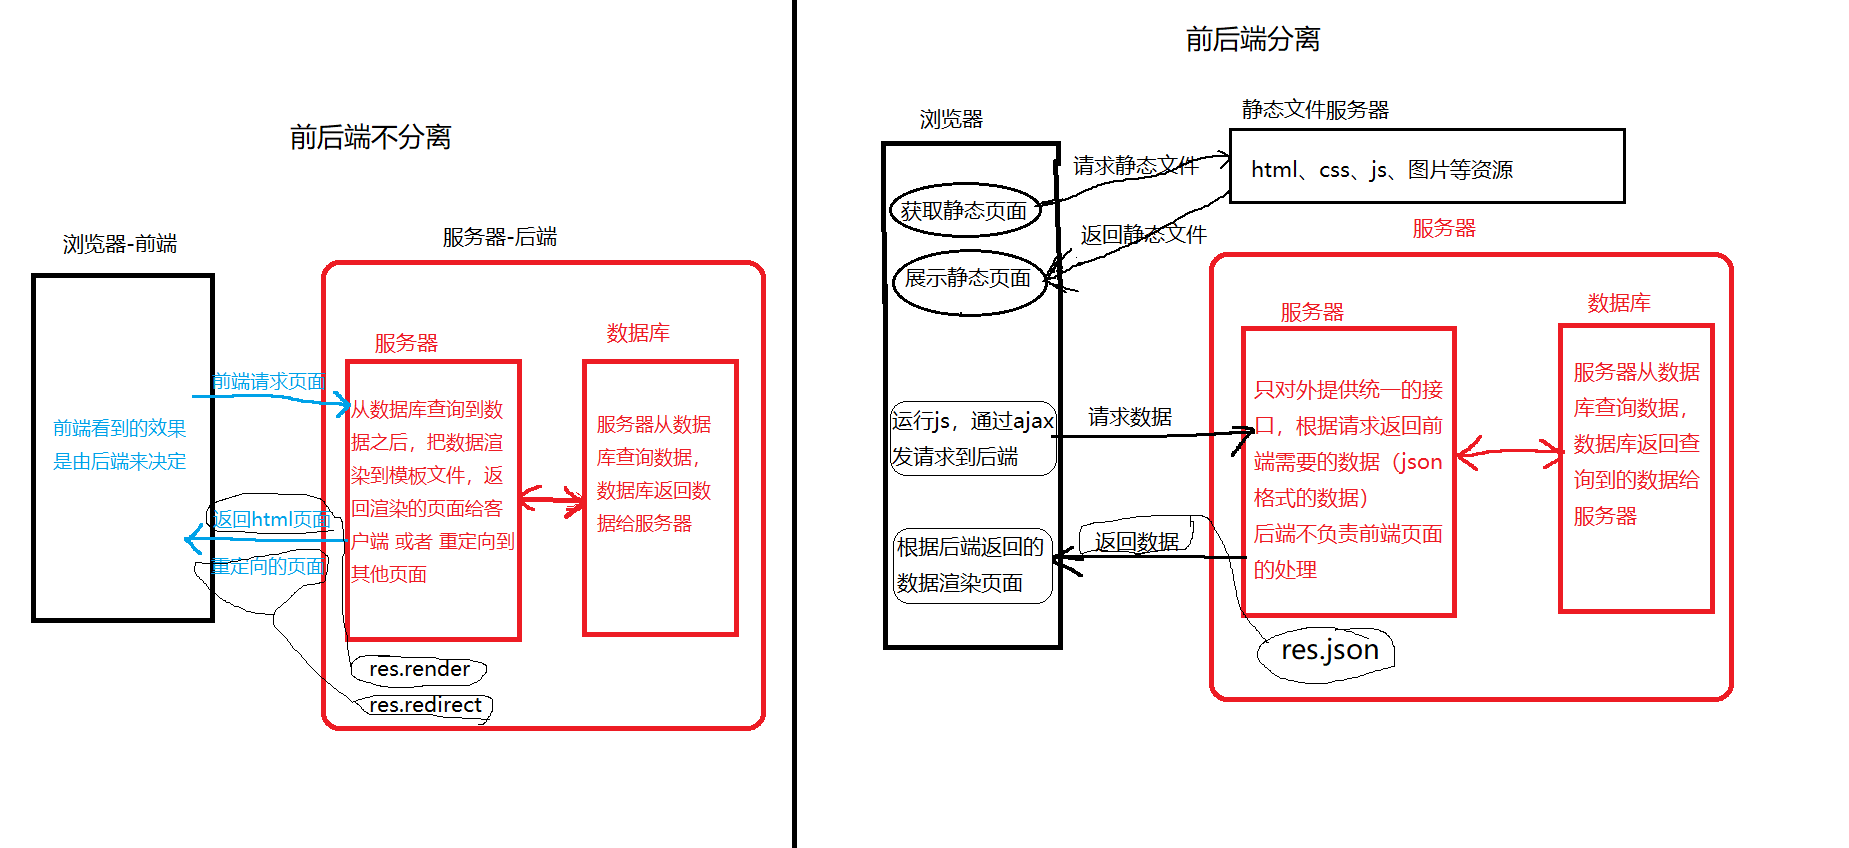 前后端不分离
浏览器-前端
服务器-后端
前端看到的效果
是由后端来决定
前端请求页面
返回html页面
重定向的页面
服务器
从数据库查询到数
据之后，把数据渲
染到模板文件，返
回渲染的页面给客
户端 或者 重定向到
其他页面
数据库
服务器从数据
库查询数据，
数据库返回数
据给服务器
res.render
res.redirect
前后端分离
浏览器
静态文件服务器
请求静态文件
html、css、js、图片等资源
获取静态页面
返回静态文件
展示静态页面
服务器
运行js，通过ajax
发请求到后端
请求数据
根据后端返回的
数据渲染页面
返回数据
服务器
只对外提供统一的接
口，根据请求返回前
端需要的数据（json
格式的数据）
后端不负责前端页面
的处理
数据库
服务器从数据
库查询数据，
数据库返回查
询到的数据给
服务器
res.json